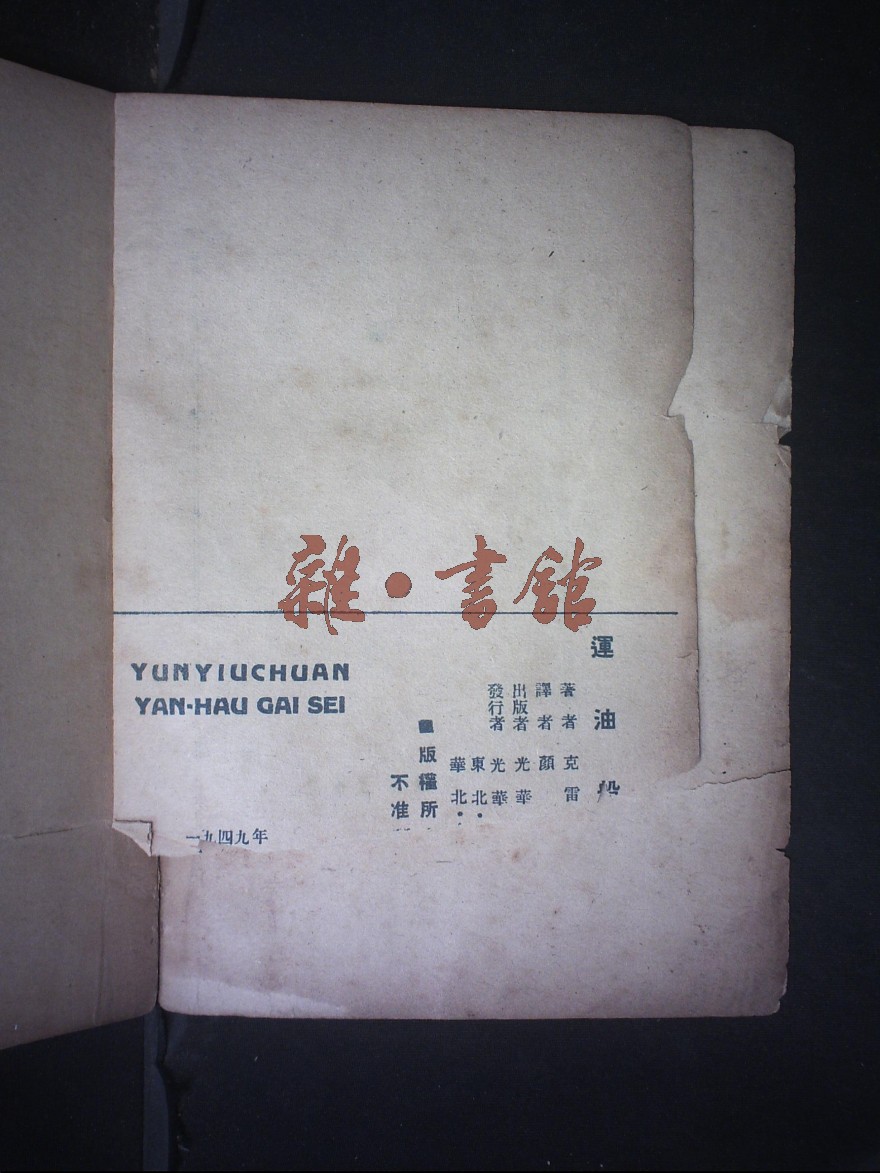 雜·書館
YUNYIUCHUAN
YAN·HAU GAI SEI
運油船
著者 克雷
譯者 顏
出版者 光華
發行者 光華
東北·
華北·
版權所
不准
一九四九年